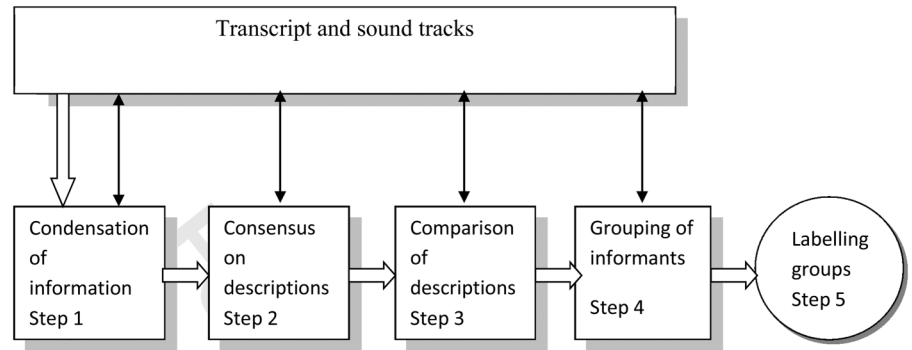 Transcript and sound tracks
Condensation
of
information
Step 1
Consensus
on
descriptions
Step 2
Comparison
of
descriptions
Step 3
Grouping of
informants
Step 4
Labelling
groups
Step 5